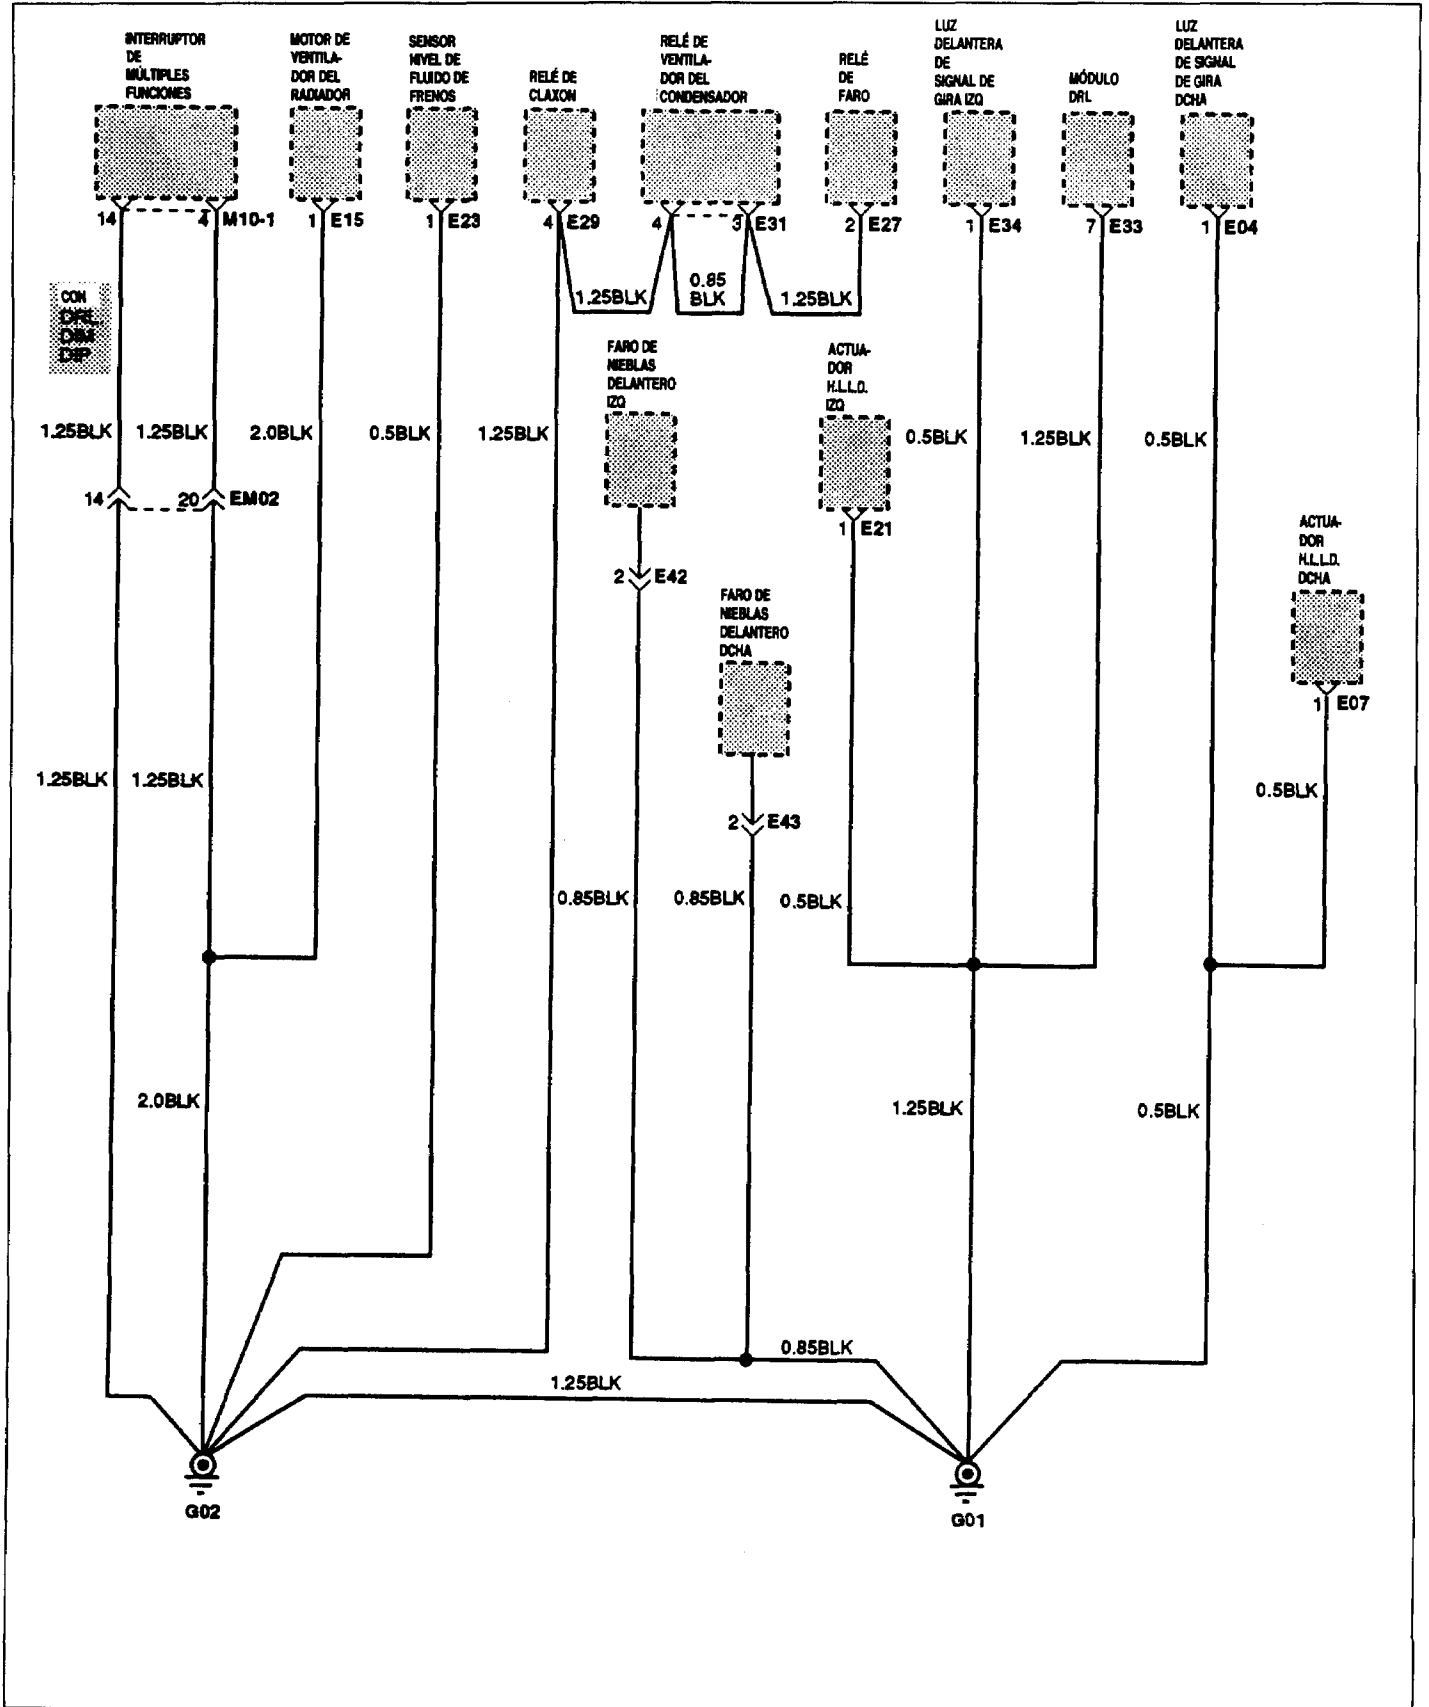 INTERRUPTOR
DE
MÚLTIPLES
FUNCIONES
MOTOR DE
VENTILA-
DOR DEL
RADIADOR
SENSOR
NIVEL DE
FLUIDO DE
FRENOS
RELÉ DE
CLAXON
RELÉ DE
VENTILA-
DOR DEL
CONDENSADOR
RELÉ
DE
FARO
LUZ
DELANTERA
DE
SIGNAL DE
GIRA IZQ
MÓDULO
DRL
LUZ
DELANTERA
DE SIGNAL
DE GIRA
DCHA
14
4 M10-1
1 E15
1 E23
4 E29
4
3 E31
2 E27
1 E34
7 E33
1 E04
1.25BLK
0.85
BLK
1.25BLK
CON
DRL
DIM
DIP
FARO DE
NIEBLAS
DELANTERO
IZQ
ACTUA-
DOR
H.L.L.D.
IZQ
1.25BLK
1.25BLK
2.0BLK
0.5BLK
1.25BLK
0.5BLK
1.25BLK
0.5BLK
14
20 EM02
1 E21
ACTUA-
DOR
H.L.L.D.
DCHA
2 E42
FARO DE
NIEBLAS
DELANTERO
DCHA
1 E07
1.25BLK
1.25BLK
0.5BLK
2 E43
0.85BLK
0.85BLK
0.5BLK
2.0BLK
1.25BLK
0.5BLK
0.85BLK
1.25BLK
G02
G01